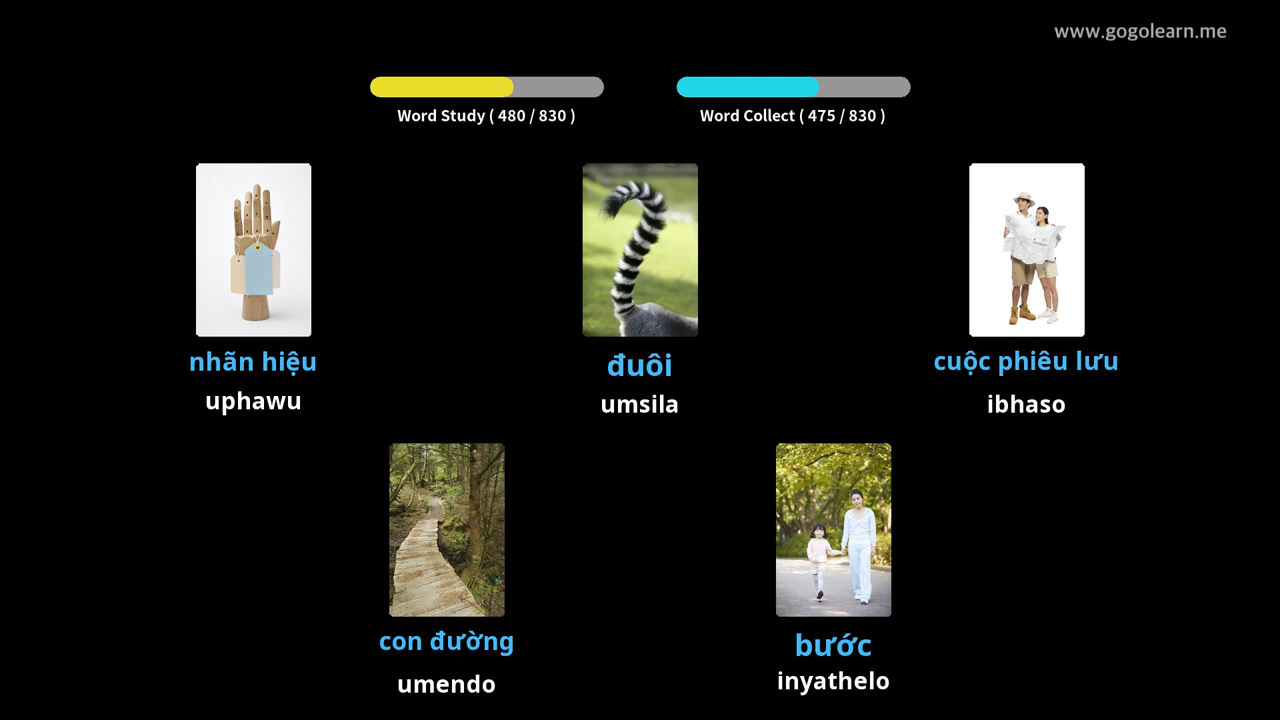 www.gogolearn.me
Word Study ( 480 / 830 )
Word Collect ( 475 / 830 )
nhãn hiệu
uphawu
đuôi
umsila
cuộc phiêu lưu
ibhaso
con đường
umendo
bước
inyathelo